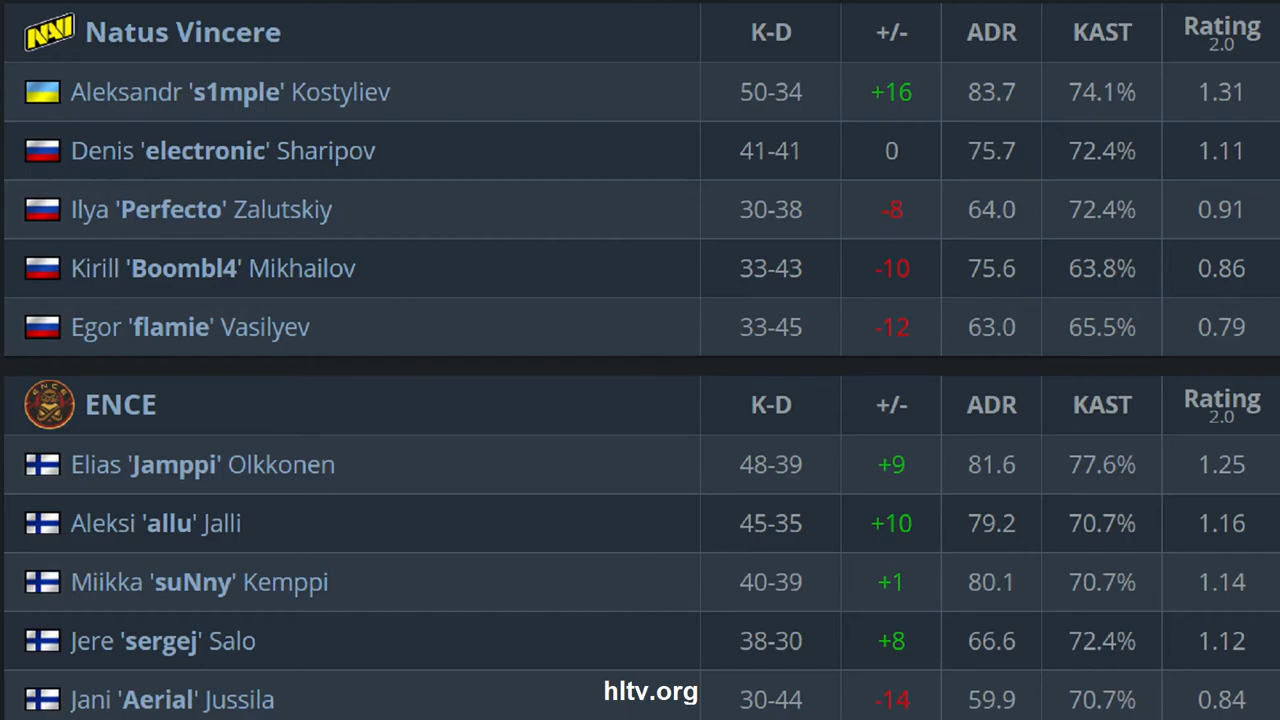 NAVI Natus Vincere K-D +/- ADR KAST Rating 2.0
Aleksandr 's1mple' Kostyliev 50-34 +16 83.7 74.1% 1.31
Denis 'electronic' Sharipov 41-41 0 75.7 72.4% 1.11
Ilya 'Perfecto' Zalutskiy 30-38 -8 64.0 72.4% 0.91
Kirill 'Boombl4' Mikhailov 33-43 -10 75.6 63.8% 0.86
Egor 'flamie' Vasilyev 33-45 -12 63.0 65.5% 0.79
ENCE ENCE K-D +/- ADR KAST Rating 2.0
Elias 'Jamppi' Olkkonen 48-39 +9 81.6 77.6% 1.25
Aleksi 'allu' Jalli 45-35 +10 79.2 70.7% 1.16
Miikka 'suNny' Kemppi 40-39 +1 80.1 70.7% 1.14
Jere 'sergej' Salo 38-30 +8 66.6 72.4% 1.12
Jani 'Aerial' Jussila 30-44 -14 59.9 70.7% 0.84
hltv.org